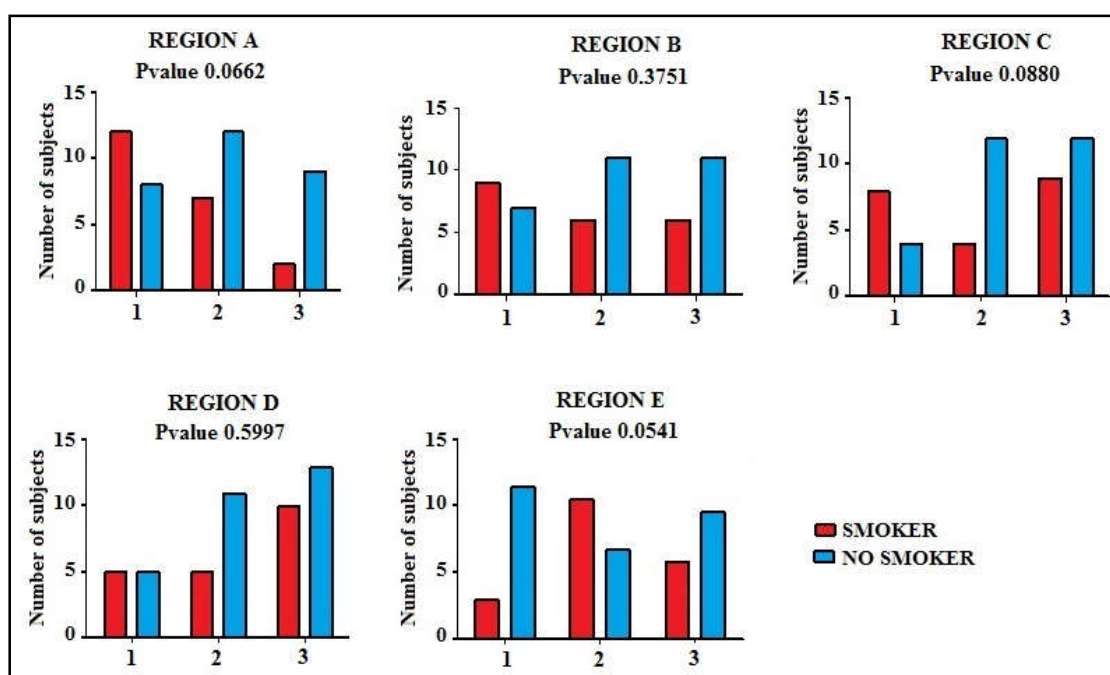 REGION A
Pvalue 0.0662
Number of subjects
15
10
5
0
1 2 3
REGION B
Pvalue 0.3751
Number of subjects
15
10
5
0
1 2 3
REGION C
Pvalue 0.0880
Number of subjects
15
10
5
0
1 2 3
REGION D
Pvalue 0.5997
Number of subjects
15
10
5
0
1 2 3
REGION E
Pvalue 0.0541
Number of subjects
15
10
5
0
1 2 3
SMOKER
NO SMOKER